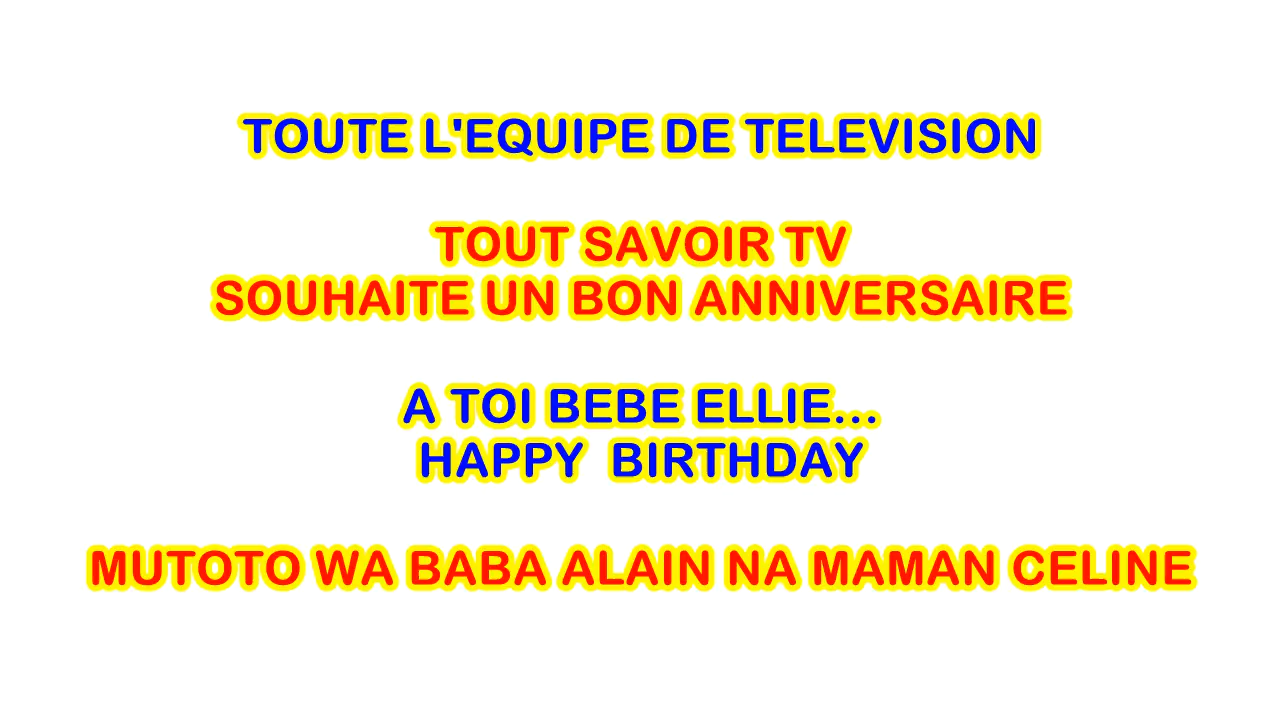 TOUTE L'EQUIPE DE TELEVISION
TOUT SAVOIR TV
SOUHAITE UN BON ANNIVERSAIRE
A TOI BEBE ELLIE...
HAPPY  BIRTHDAY
MUTOTO WA BABA ALAIN NA MAMAN CELINE